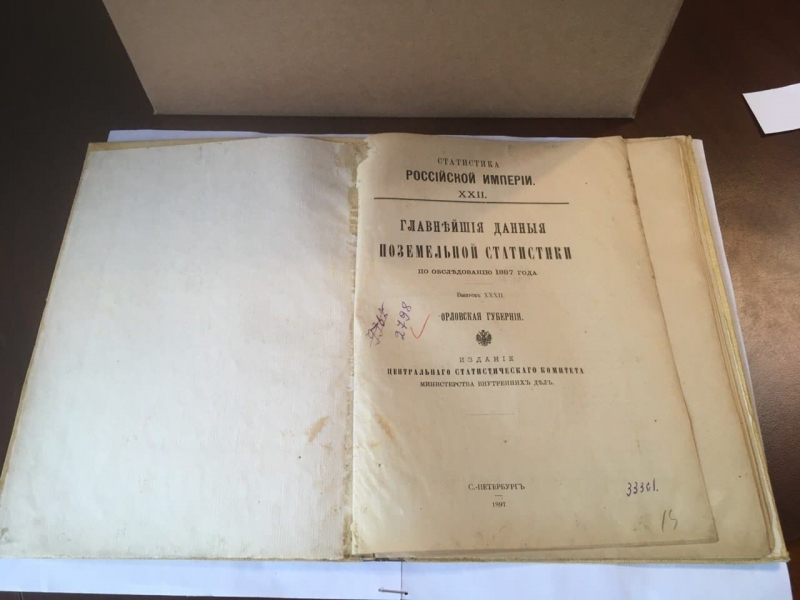 СТАТИСТИКА
РОССІЙСКОЙ ИМПЕРІИ.
XXII.
ГЛАВНѢЙШІЯ ДАННЫЯ
ПОЗЕМЕЛЬНОЙ СТАТИСТИКИ
ПО ОБСЛѢДОВАНІЮ 1887 ГОДА
Выпускъ XXXII
ОРЛОВСКАЯ ГУБЕРНІЯ.
2798
ИЗДАНІЕ
ЦЕНТРАЛЬНАГО СТАТИСТИЧЕСКАГО КОМИТЕТА
МИНИСТЕРСТВА ВНУТРЕННИХЪ ДѢЛЪ.
С.-ПЕТЕРБУРГЪ
1897